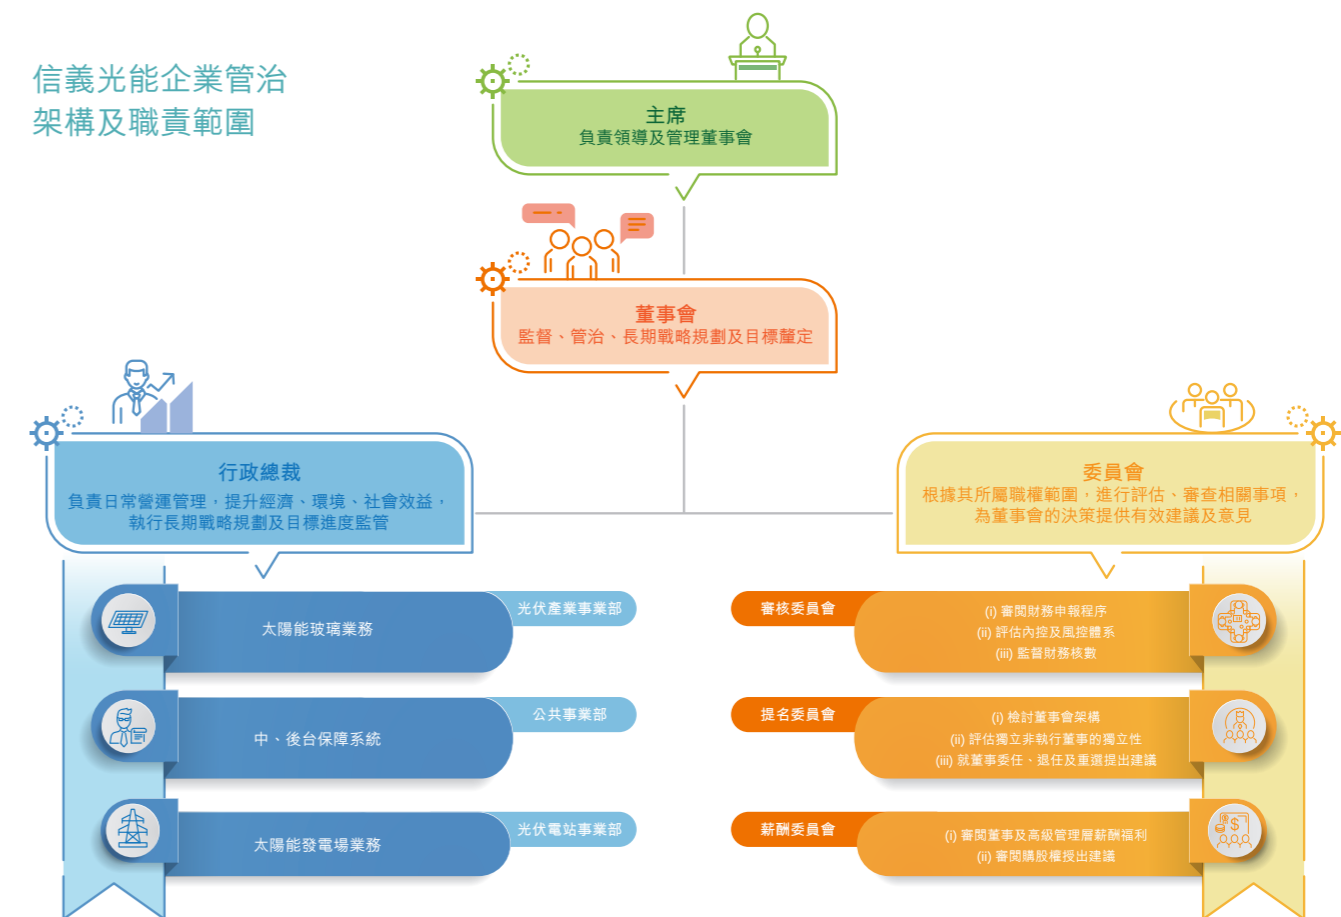 信義光能企業管治
架構及職責範圍
主席
負責領導及管理董事會
董事會
監督、管治、長期戰略規劃及目標釐定
行政總裁
負責日常營運管理，提升經濟、環境、社會效益，
執行長期戰略規劃及目標進度監管
委員會
根據其所屬職權範圍，進行評估、審查相關事項，
為董事會的決策提供有效建議及意見
太陽能玻璃業務
光伏產業事業部
中、後台保障系統
公共事業部
太陽能發電場業務
光伏電站事業部
審核委員會
(i) 審閱財務申報程序
(ii) 評估內控及風控體系
(iii) 監督財務核數
提名委員會
(i) 檢討董事會架構
(ii) 評估獨立非執行董事的獨立性
(iii) 就董事委任、退任及重選提出建議
薪酬委員會
(i) 審閱董事及高級管理層薪酬福利
(ii) 審閱購股權授出建議